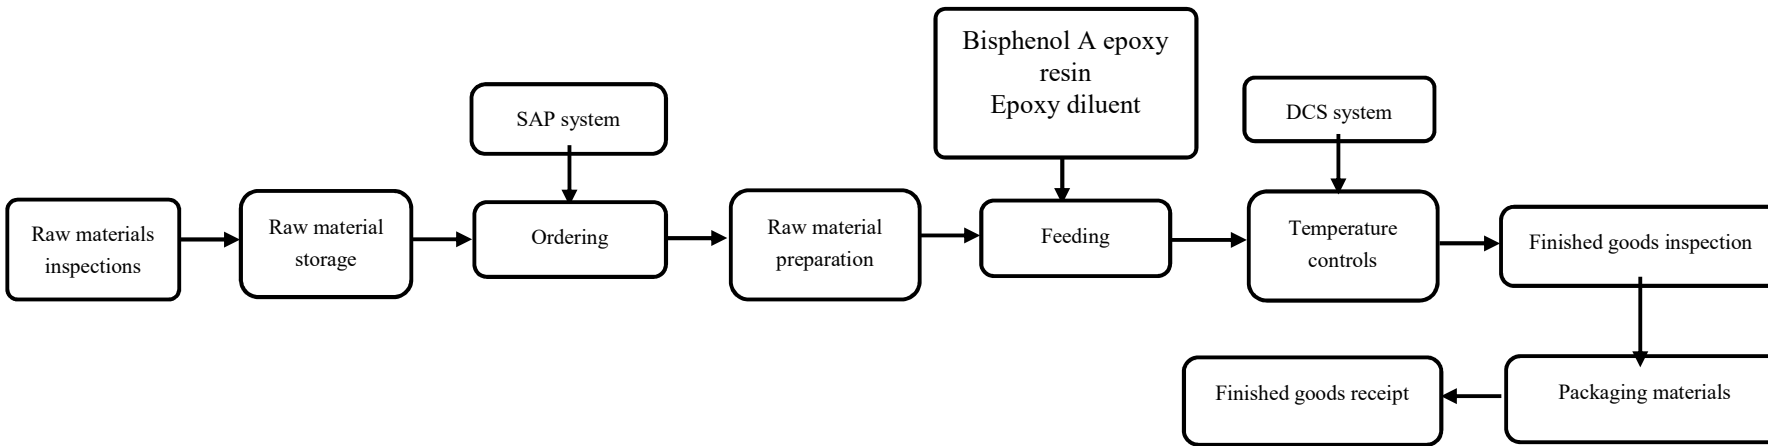 Bisphenol A epoxy
resin
Epoxy diluent
SAP system
DCS system
Raw materials
inspections
Raw material
storage
Ordering
Raw material
preparation
Feeding
Temperature
controls
Finished goods inspection
Finished goods receipt
Packaging materials